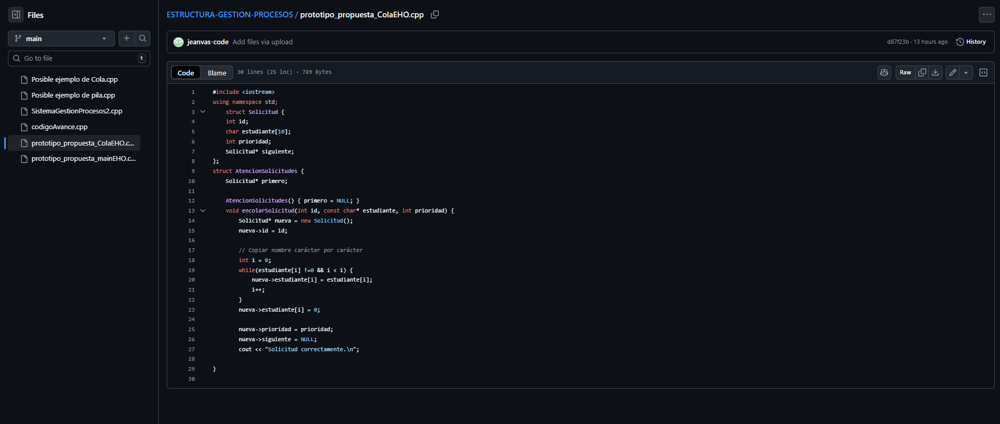 Files
main
Go to file
t
Posible ejemplo de Cola.cpp
Posible ejemplo de pila.cpp
SistemaGestionProcesos2.cpp
codigoAvance.cpp
prototipo_propuesta_ColaEHO.c...
prototipo_propuesta_mainEHO.c...
ESTRUCTURA-GESTION-PROCESOS / prototipo_propuesta_ColaEHO.cpp
jeanvas-code Add files via upload
d87f23b · 13 hours ago History
Code Blame 30 lines (25 loc) · 789 Bytes
Raw
1 #include <iostream>
2 using namespace std;
3     struct Solicitud {
4     int id;
5     char estudiante[10];
6     int prioridad;
7     Solicitud* siguiente;
8 };
9 struct AtencionSolicitudes {
10     Solicitud* primero;
11
12     AtencionSolicitudes() { primero = NULL; }
13     void encolarSolicitud(int id, const char* estudiante, int prioridad) {
14         Solicitud* nueva = new Solicitud();
15         nueva->id = id;
16
17         // Copiar nombre carácter por carácter
18         int i = 0;
19         while(estudiante[i] !=0 && i < i) {
20             nueva->estudiante[i] = estudiante[i];
21             i++;
22         }
23         nueva->estudiante[i] = 0;
24
25         nueva->prioridad = prioridad;
26         nueva->siguiente = NULL;
27         cout << "Solicitud correctamente.\n";
28
29 }
30